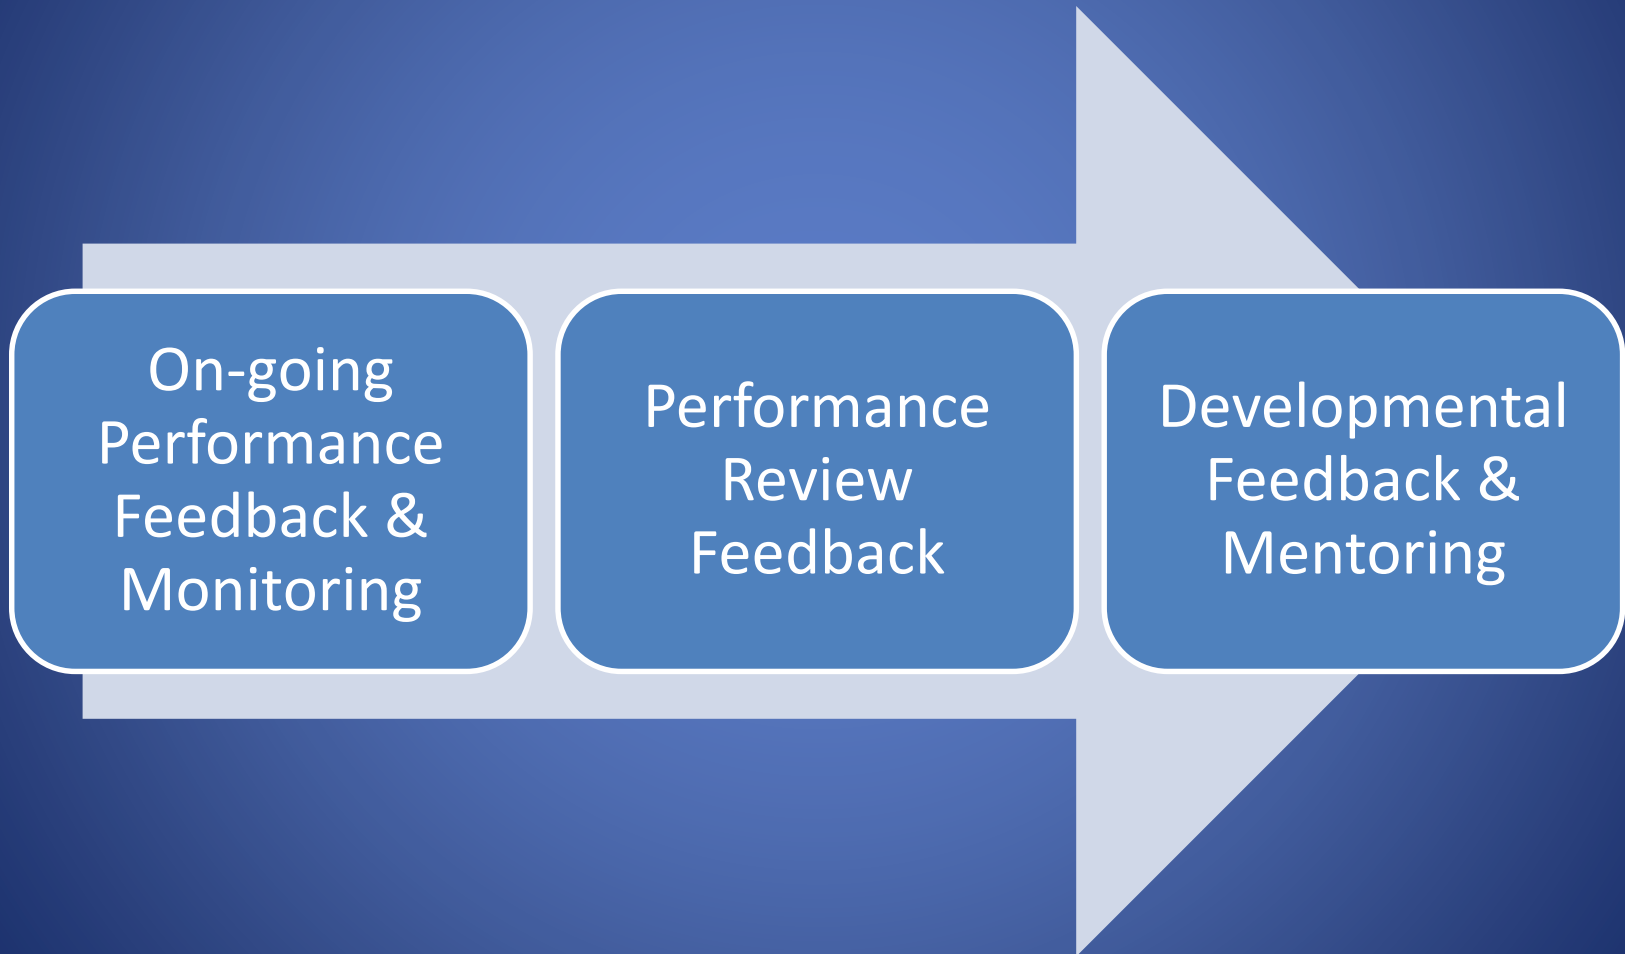 On-going
Performance
Feedback &
Monitoring
Performance
Review
Feedback
Developmental
Feedback &
Mentoring